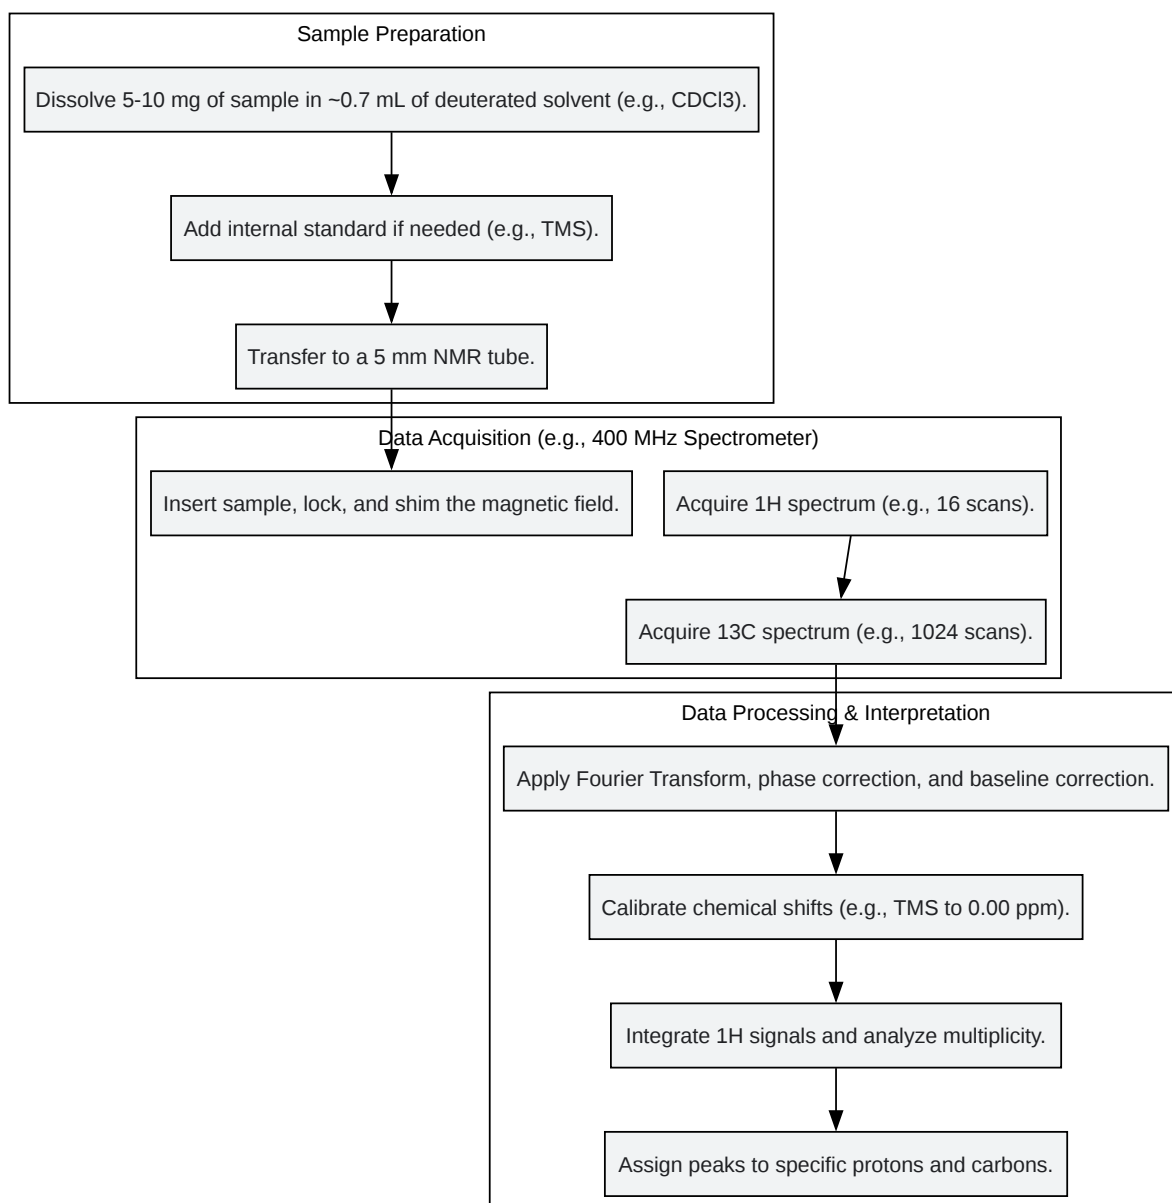 Sample Preparation
Dissolve 5-10 mg of sample in ~0.7 mL of deuterated solvent (e.g., CDCl3).
Add internal standard if needed (e.g., TMS).
Transfer to a 5 mm NMR tube.
Data Acquisition (e.g., 400 MHz Spectrometer)
Insert sample, lock, and shim the magnetic field.
Acquire 1H spectrum (e.g., 16 scans).
Acquire 13C spectrum (e.g., 1024 scans).
Data Processing & Interpretation
Apply Fourier Transform, phase correction, and baseline correction.
Calibrate chemical shifts (e.g., TMS to 0.00 ppm).
Integrate 1H signals and analyze multiplicity.
Assign peaks to specific protons and carbons.